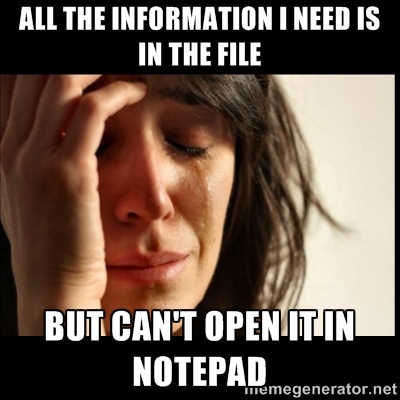 ALL THE INFORMATION I NEED IS
IN THE FILE
BUT CAN'T OPEN IT IN
NOTEPAD
memegenerator.net